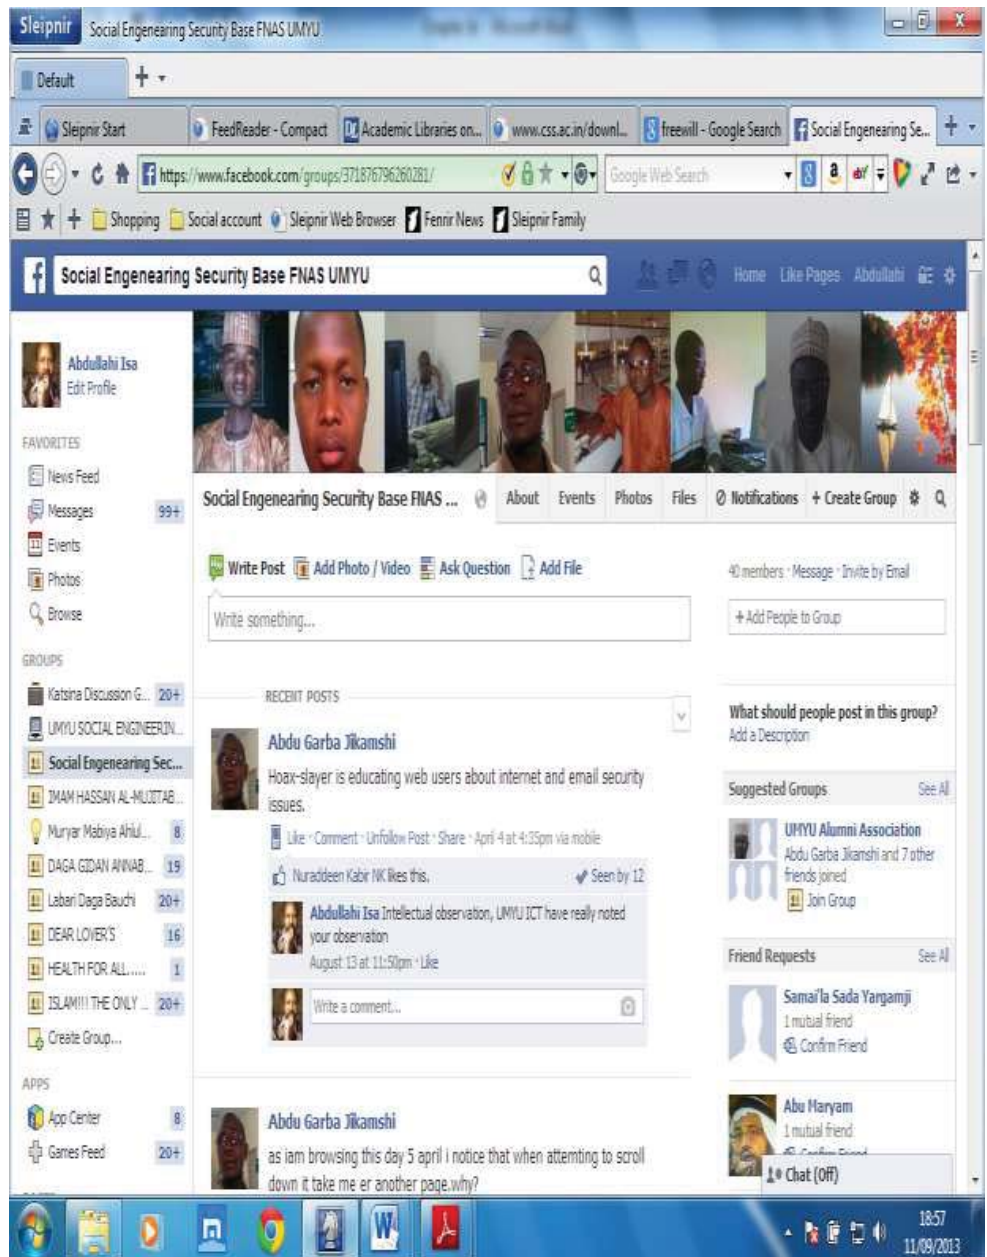 Sleipnir Social Engenearing Security Base FNAS UMYU
Default
Sleipnir Start FeedReader - Compact Academic Libraries on... www.css.ac.in/downl... freewill - Google Search Social Engenearing Se...
https://www.facebook.com/groups/371876796260281/ Google Web Search
Shopping Social account Sleipnir Web Browser Fenrir News Sleipnir Family
Social Engenearing Security Base FNAS UMYU Home Like Pages Abdullahi
Abdullahi Isa
Edit Profile
FAVORITES
News Feed
Messages 99+
Events
Photos
Browse
GROUPS
Katsina Discussion G... 20+
UMYU SOCIAL ENGINEERIN...
Social Engenearing Sec...
IMAM HASSAN AL-MUJTAB...
Muryar Mabiya Ahlul... 8
DAGA GIDAN ANNAB... 19
Labari Daga Bauchi 20+
DEAR LOVER'S 16
HEALTH FOR ALL..... 1
ISLAM!!! THE ONLY ... 20+
Create Group...
APPS
App Center 8
Games Feed 20+
Social Engenearing Security Base FNAS ... About Events Photos Files Notifications + Create Group
Write Post Add Photo / Video Ask Question Add File
Write something...
RECENT POSTS
Abdu Garba Jikamshi
Hoax-slayer is educating web users about internet and email security
issues.
Like · Comment · Unfollow Post · Share · April 4 at 4:35pm via mobile
Nuraddeen Kabir NK likes this. Seen by 12
Abdullahi Isa Intellectual observation, UMYU ICT have really noted
your observation
August 13 at 11:50pm · Like
Write a comment...
Abdu Garba Jikamshi
as iam browsing this day 5 april i notice that when attemting to scroll
down it take me er another page.why?
40 members · Message · Invite by Email
+ Add People to Group
What should people post in this group?
Add a Description
Suggested Groups See All
UMYU Alumni Association
Abdu Garba Jikamshi and 7 other
friends joined
Join Group
Friend Requests See All
Samai'la Sada Yargamji
1 mutual friend
Confirm Friend
Abu Maryam
1 mutual friend
Chat (Off)
18:57
11/09/2013